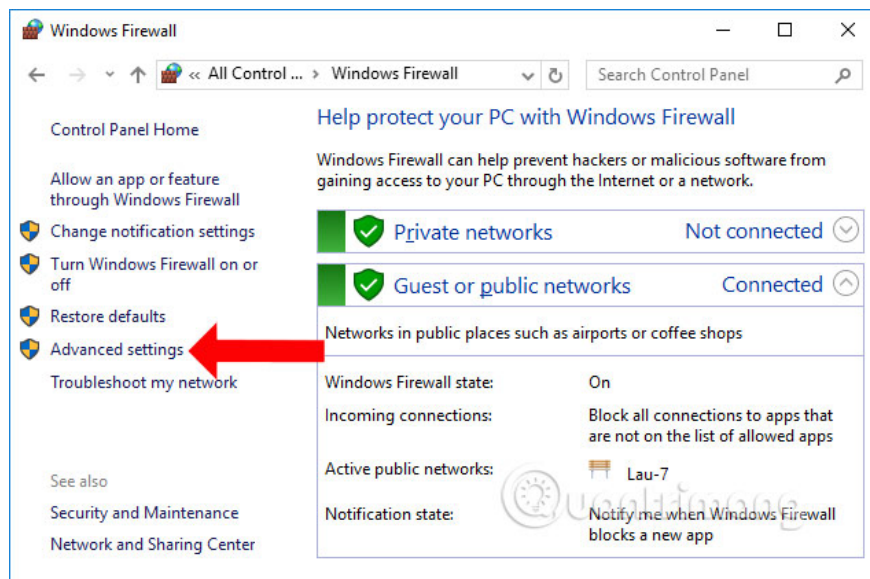 Windows Firewall
« All Control ... › Windows Firewall
Search Control Panel
Control Panel Home
Allow an app or feature
through Windows Firewall
Change notification settings
Turn Windows Firewall on or
off
Restore defaults
Advanced settings
Troubleshoot my network
See also
Security and Maintenance
Network and Sharing Center
Help protect your PC with Windows Firewall
Windows Firewall can help prevent hackers or malicious software from
gaining access to your PC through the Internet or a network.
Private networks Not connected
Guest or public networks Connected
Networks in public places such as airports or coffee shops
Windows Firewall state: On
Incoming connections: Block all connections to apps that
are not on the list of allowed apps
Active public networks: Lau-7
Notification state: Notify me when Windows Firewall
blocks a new app
Quantrimang